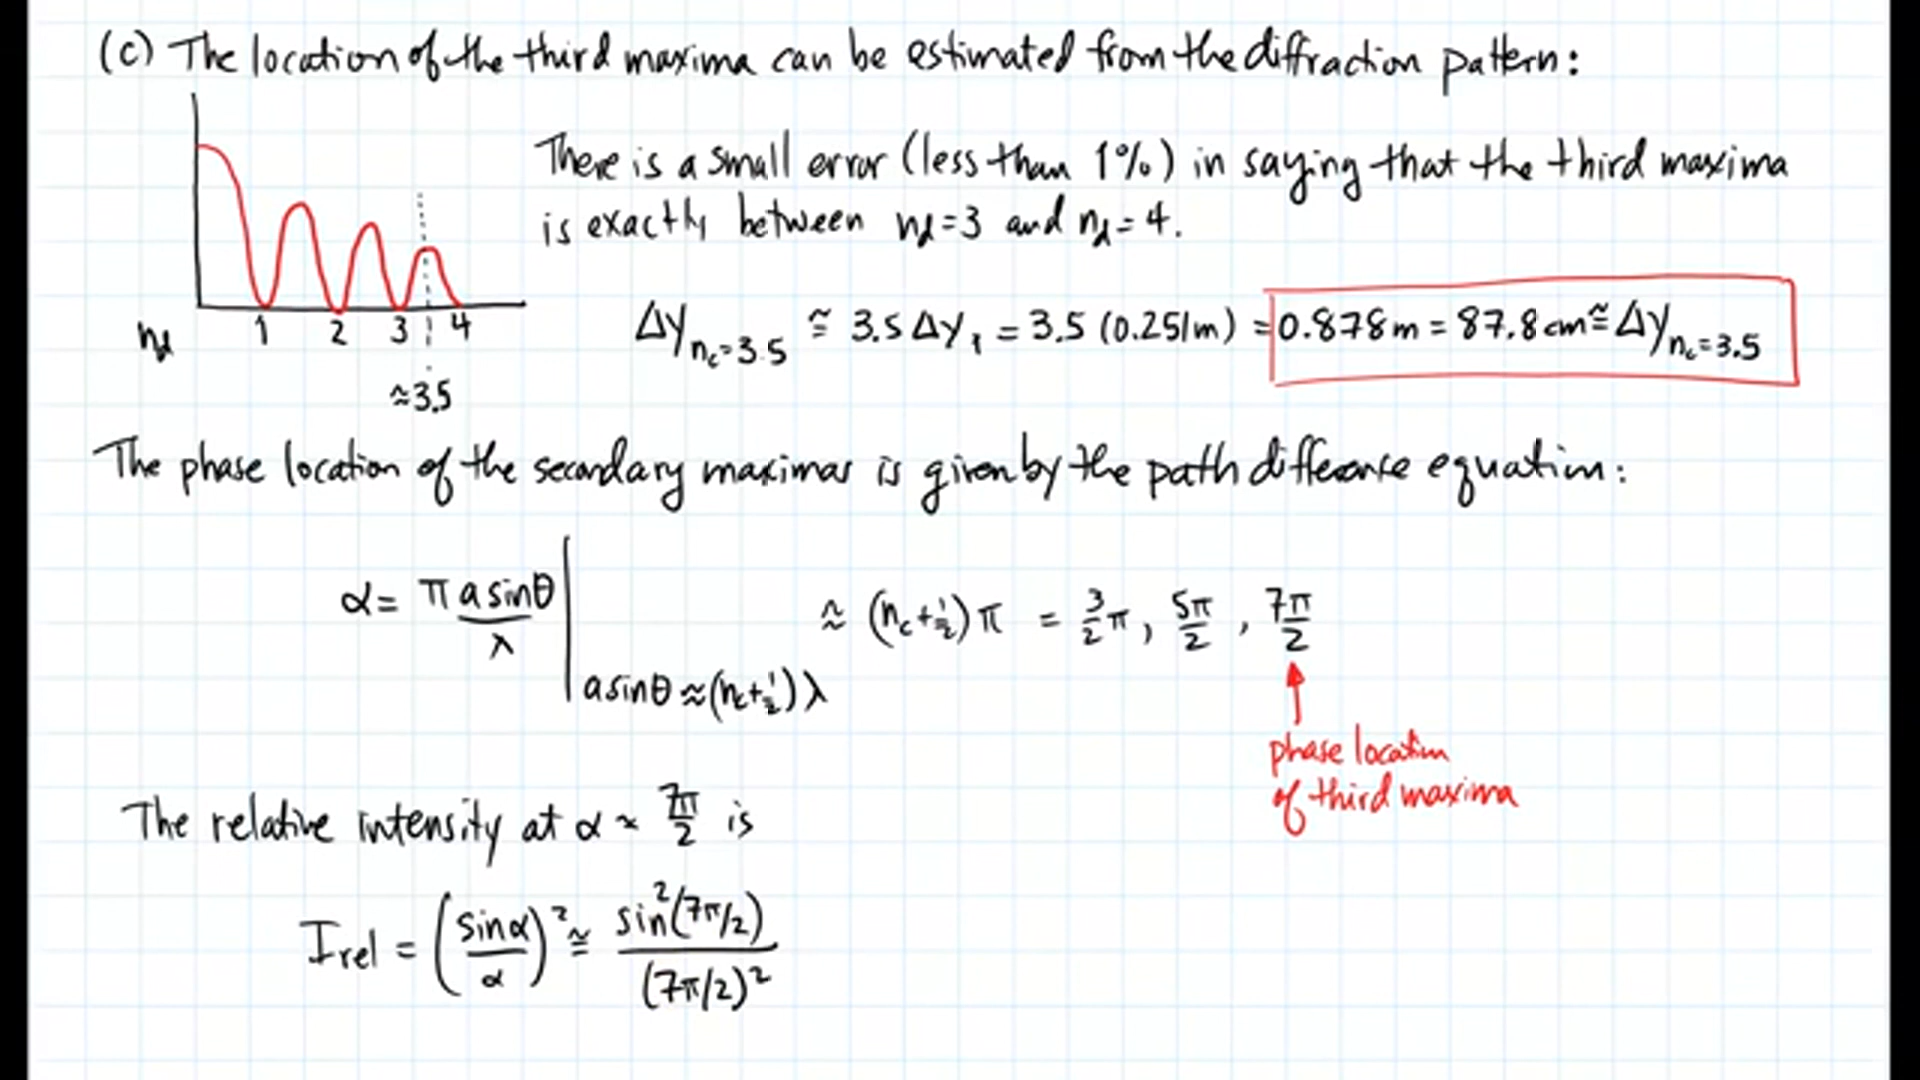 (c) The location of the third maxima can be estimated from the diffraction pattern:
There is a small error (less than 1%) in saying that the third maxima
is exactly between n_d=3 and n_d=4.
n_d 1 2 3 4
≈3.5
Δy_{n_c=3.5} ≅ 3.5 Δy_1 = 3.5 (0.251m) = 0.878m = 87.8cm ≅ Δy_{n_c=3.5}
The phase location of the secondary maximas is given by the path difference equation:
α = π a sinθ / λ | a sinθ ≈ (n_c+1/2) λ ≈ (n_c+1/2) π = 3/2 π, 5π/2, 7π/2
phase location
of third maxima
The relative intensity at α ≈ 7π/2 is
I_rel = (sinα/α)² ≅ sin²(7π/2) / (7π/2)²